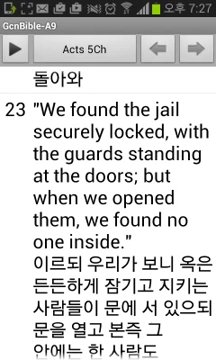 오후 7:27
GcnBible-A9
Acts 5Ch
돌아와
23 "We found the jail
securely locked, with
the guards standing
at the doors; but
when we opened
them, we found no
one inside."
이르되 우리가 보니 옥은
든든하게 잠기고 지키는
사람들이 문에 서 있으되
문을 열고 본즉 그
안에는 한 사람도